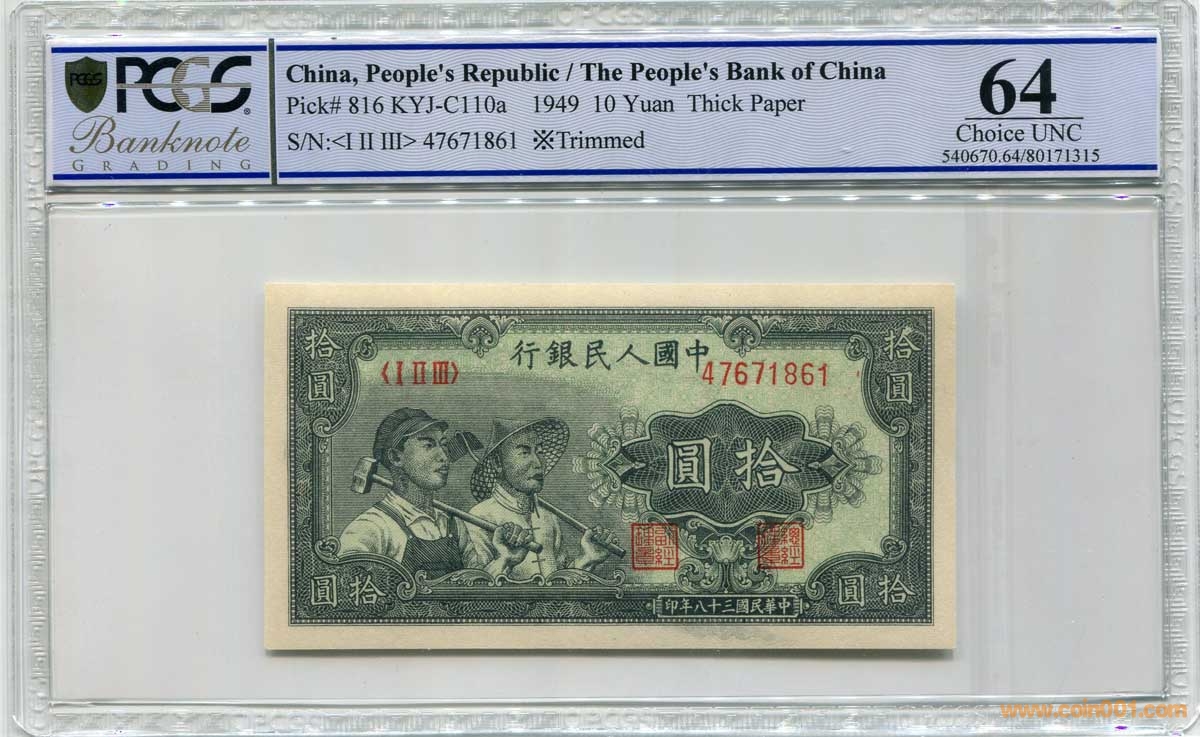 PCGS
PCGS
Banknote
GRADING
China, People's Republic / The People's Bank of China
Pick# 816 KYJ-C110a 1949 10 Yuan Thick Paper
S/N:<I II III> 47671861 ※Trimmed
64
Choice UNC
540670.64/80171315
行銀民人國中
拾圓
拾圓
〈I II III〉
47671861
圓拾
圓拾
圓拾
印年八十三國民華中
www.coin001.com